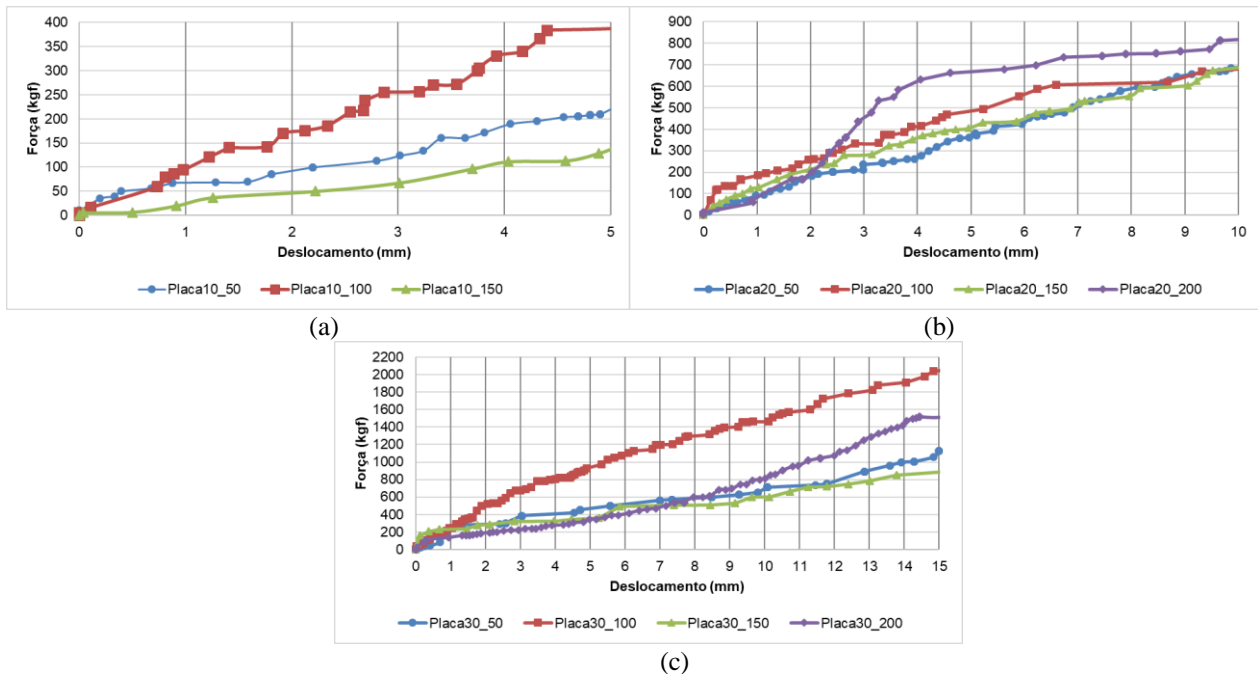 400
350
300
250
200
150
100
50
0
Força (kgf)
0 1 2 3 4 5
Deslocamento (mm)
Placa10_50 Placa10_100 Placa10_150
(a)
900
800
700
600
500
400
300
200
100
0
Força (kgf)
0 1 2 3 4 5 6 7 8 9 10
Deslocamento (mm)
Placa20_50 Placa20_100 Placa20_150 Placa20_200
(b)
2200
2000
1800
1600
1400
1200
1000
800
600
400
200
0
Força (kgf)
0 1 2 3 4 5 6 7 8 9 10 11 12 13 14 15
Deslocamento (mm)
Placa30_50 Placa30_100 Placa30_150 Placa30_200
(c)